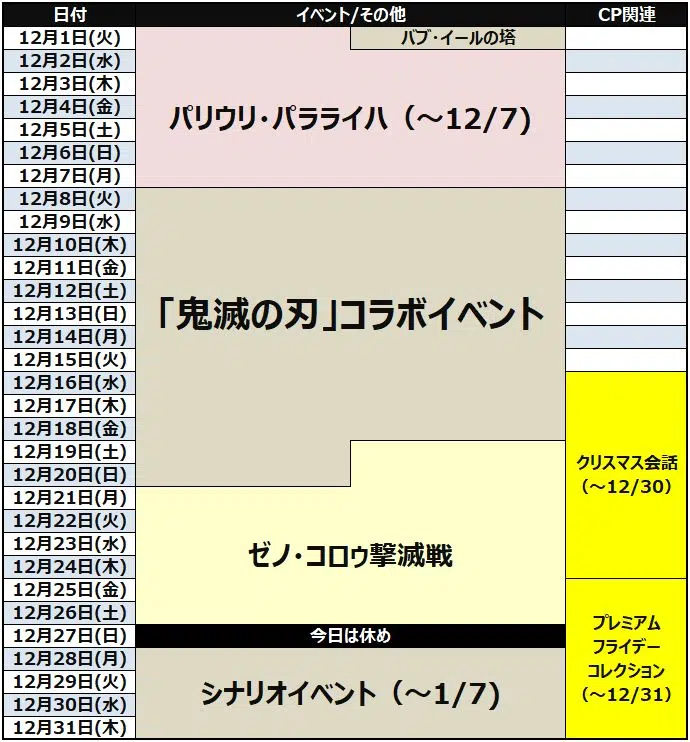 日付 イベント/その他 CP関連
12月1日(火) バブ・イールの塔
12月2日(水)
12月3日(木)
12月4日(金) パリウリ・パラライハ（～12/7)
12月5日(土)
12月6日(日)
12月7日(月)
12月8日(火)
12月9日(水)
12月10日(木)
12月11日(金)
12月12日(土)
12月13日(日) 「鬼滅の刃」コラボイベント
12月14日(月)
12月15日(火)
12月16日(水)
12月17日(木)
12月18日(金)
12月19日(土) クリスマス会話
12月20日(日) （～12/30）
12月21日(月)
12月22日(火)
12月23日(水) ゼノ・コロゥ撃滅戦
12月24日(木)
12月25日(金)
12月26日(土) プレミアム
12月27日(日) 今日は休め フライデー
12月28日(月) コレクション
12月29日(火) シナリオイベント（～1/7) （～12/31）
12月30日(水)
12月31日(木)